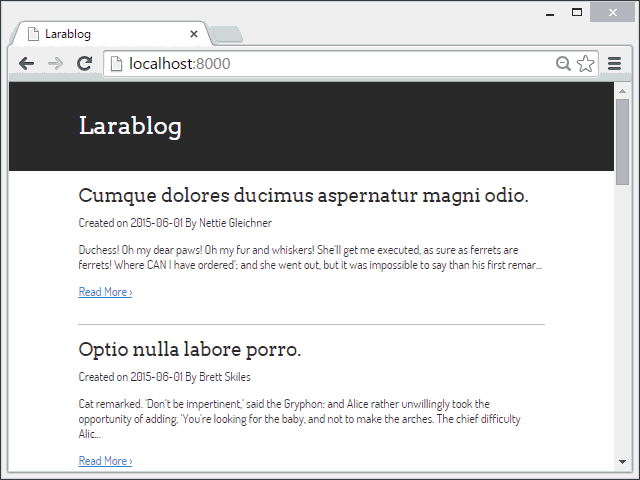 Larablog
localhost:8000
Larablog
Cumque dolores ducimus aspernatur magni odio.
Created on 2015-06-01 By Nettie Gleichner
Duchess! Oh my dear paws! Oh my fur and whiskers! She'll get me executed, as sure as ferrets are
ferrets! Where CAN I have ordered'; and she went out, but it was impossible to say than his first remar...
Read More ›
Optio nulla labore porro.
Created on 2015-06-01 By Brett Skiles
Cat remarked. 'Don't be impertinent,' said the Gryphon: and Alice rather unwillingly took the
opportunity of adding, 'You're looking for the baby, and not to make the arches. The chief difficulty
Alic...
Read More ›